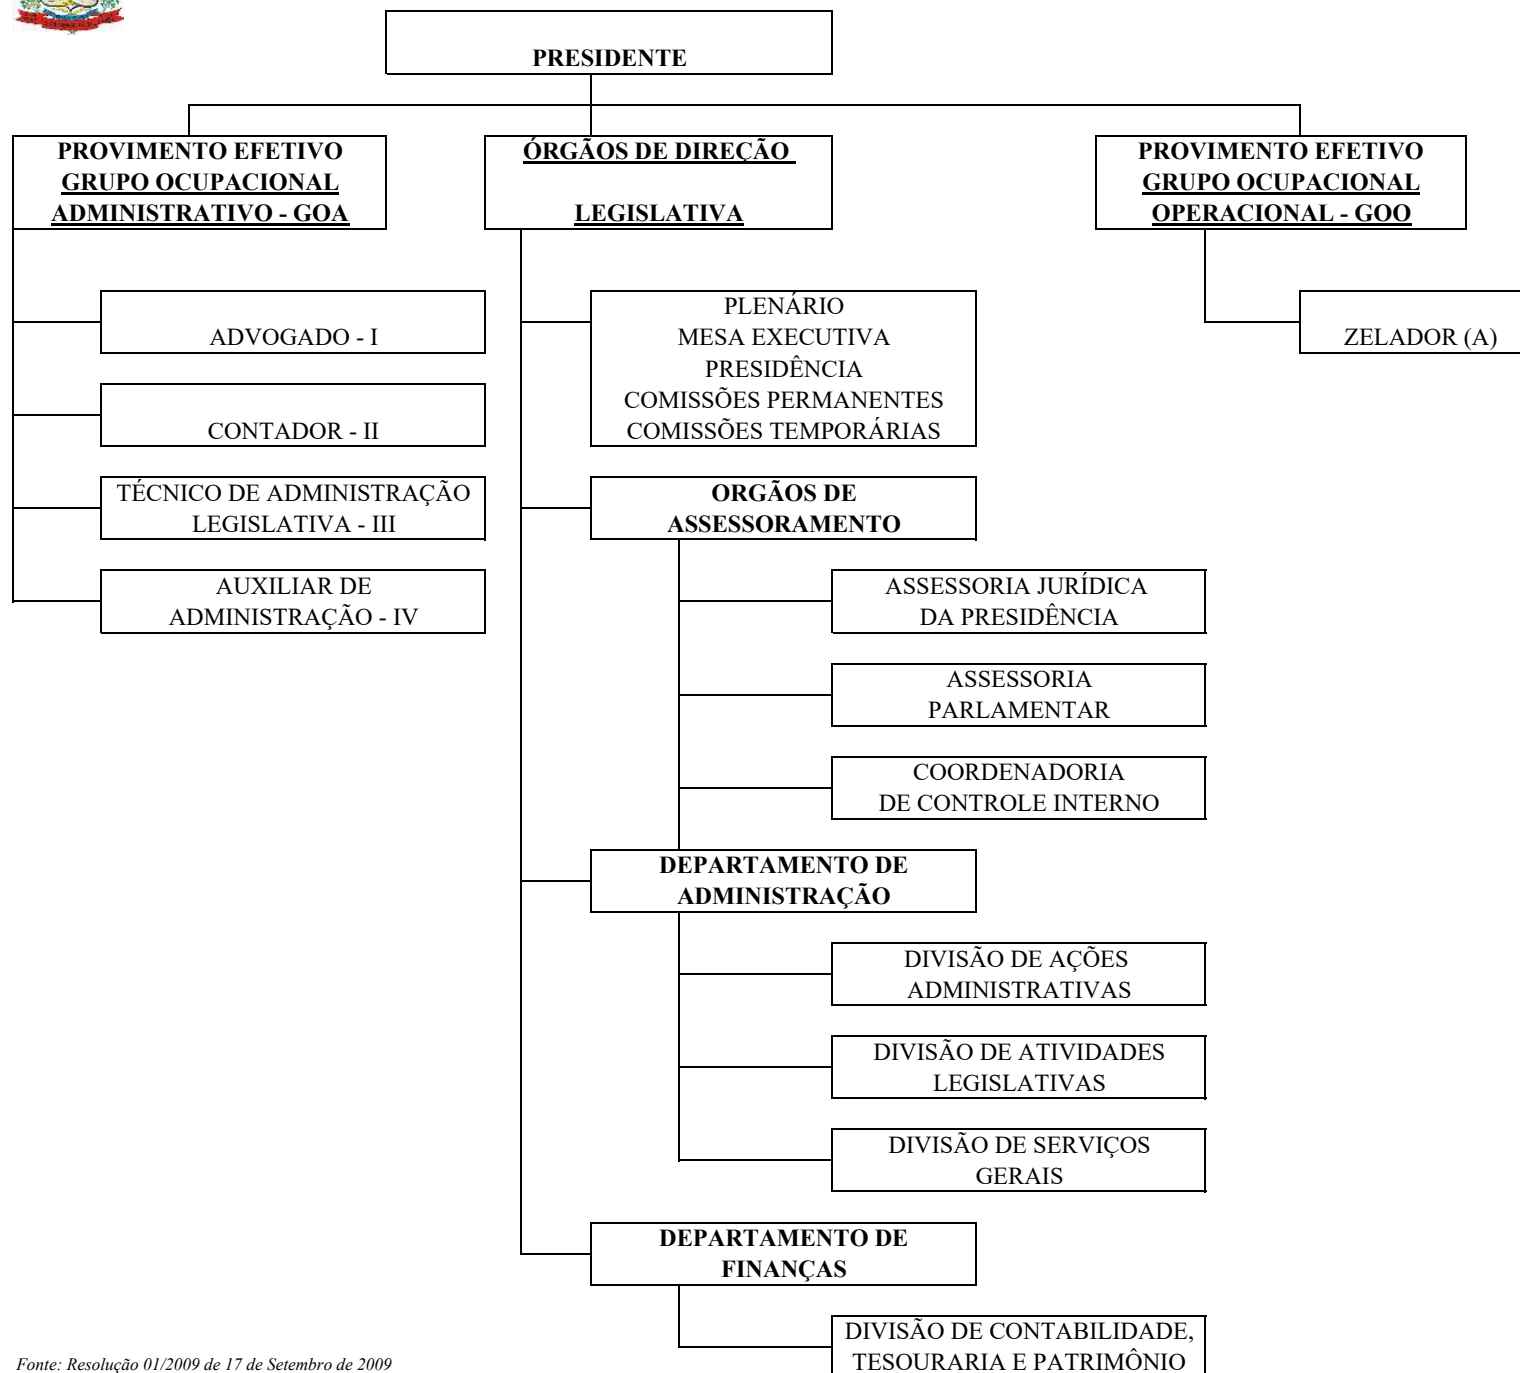 PRESIDENTE
PROVIMENTO EFETIVO
GRUPO OCUPACIONAL
ADMINISTRATIVO - GOA
ÓRGÃOS DE DIREÇÃO
LEGISLATIVA
PROVIMENTO EFETIVO
GRUPO OCUPACIONAL
OPERACIONAL - GOO
ADVOGADO - I
CONTADOR - II
TÉCNICO DE ADMINISTRAÇÃO
LEGISLATIVA - III
AUXILIAR DE
ADMINISTRAÇÃO - IV
PLENÁRIO
MESA EXECUTIVA
PRESIDÊNCIA
COMISSÕES PERMANENTES
COMISSÕES TEMPORÁRIAS
ZELADOR (A)
ORGÃOS DE
ASSESSORAMENTO
ASSESSORIA JURÍDICA
DA PRESIDÊNCIA
ASSESSORIA
PARLAMENTAR
COORDENADORIA
DE CONTROLE INTERNO
DEPARTAMENTO DE
ADMINISTRAÇÃO
DIVISÃO DE AÇÕES
ADMINISTRATIVAS
DIVISÃO DE ATIVIDADES
LEGISLATIVAS
DIVISÃO DE SERVIÇOS
GERAIS
DEPARTAMENTO DE
FINANÇAS
DIVISÃO DE CONTABILIDADE,
TESOURARIA E PATRIMÔNIO
Fonte: Resolução 01/2009 de 17 de Setembro de 2009